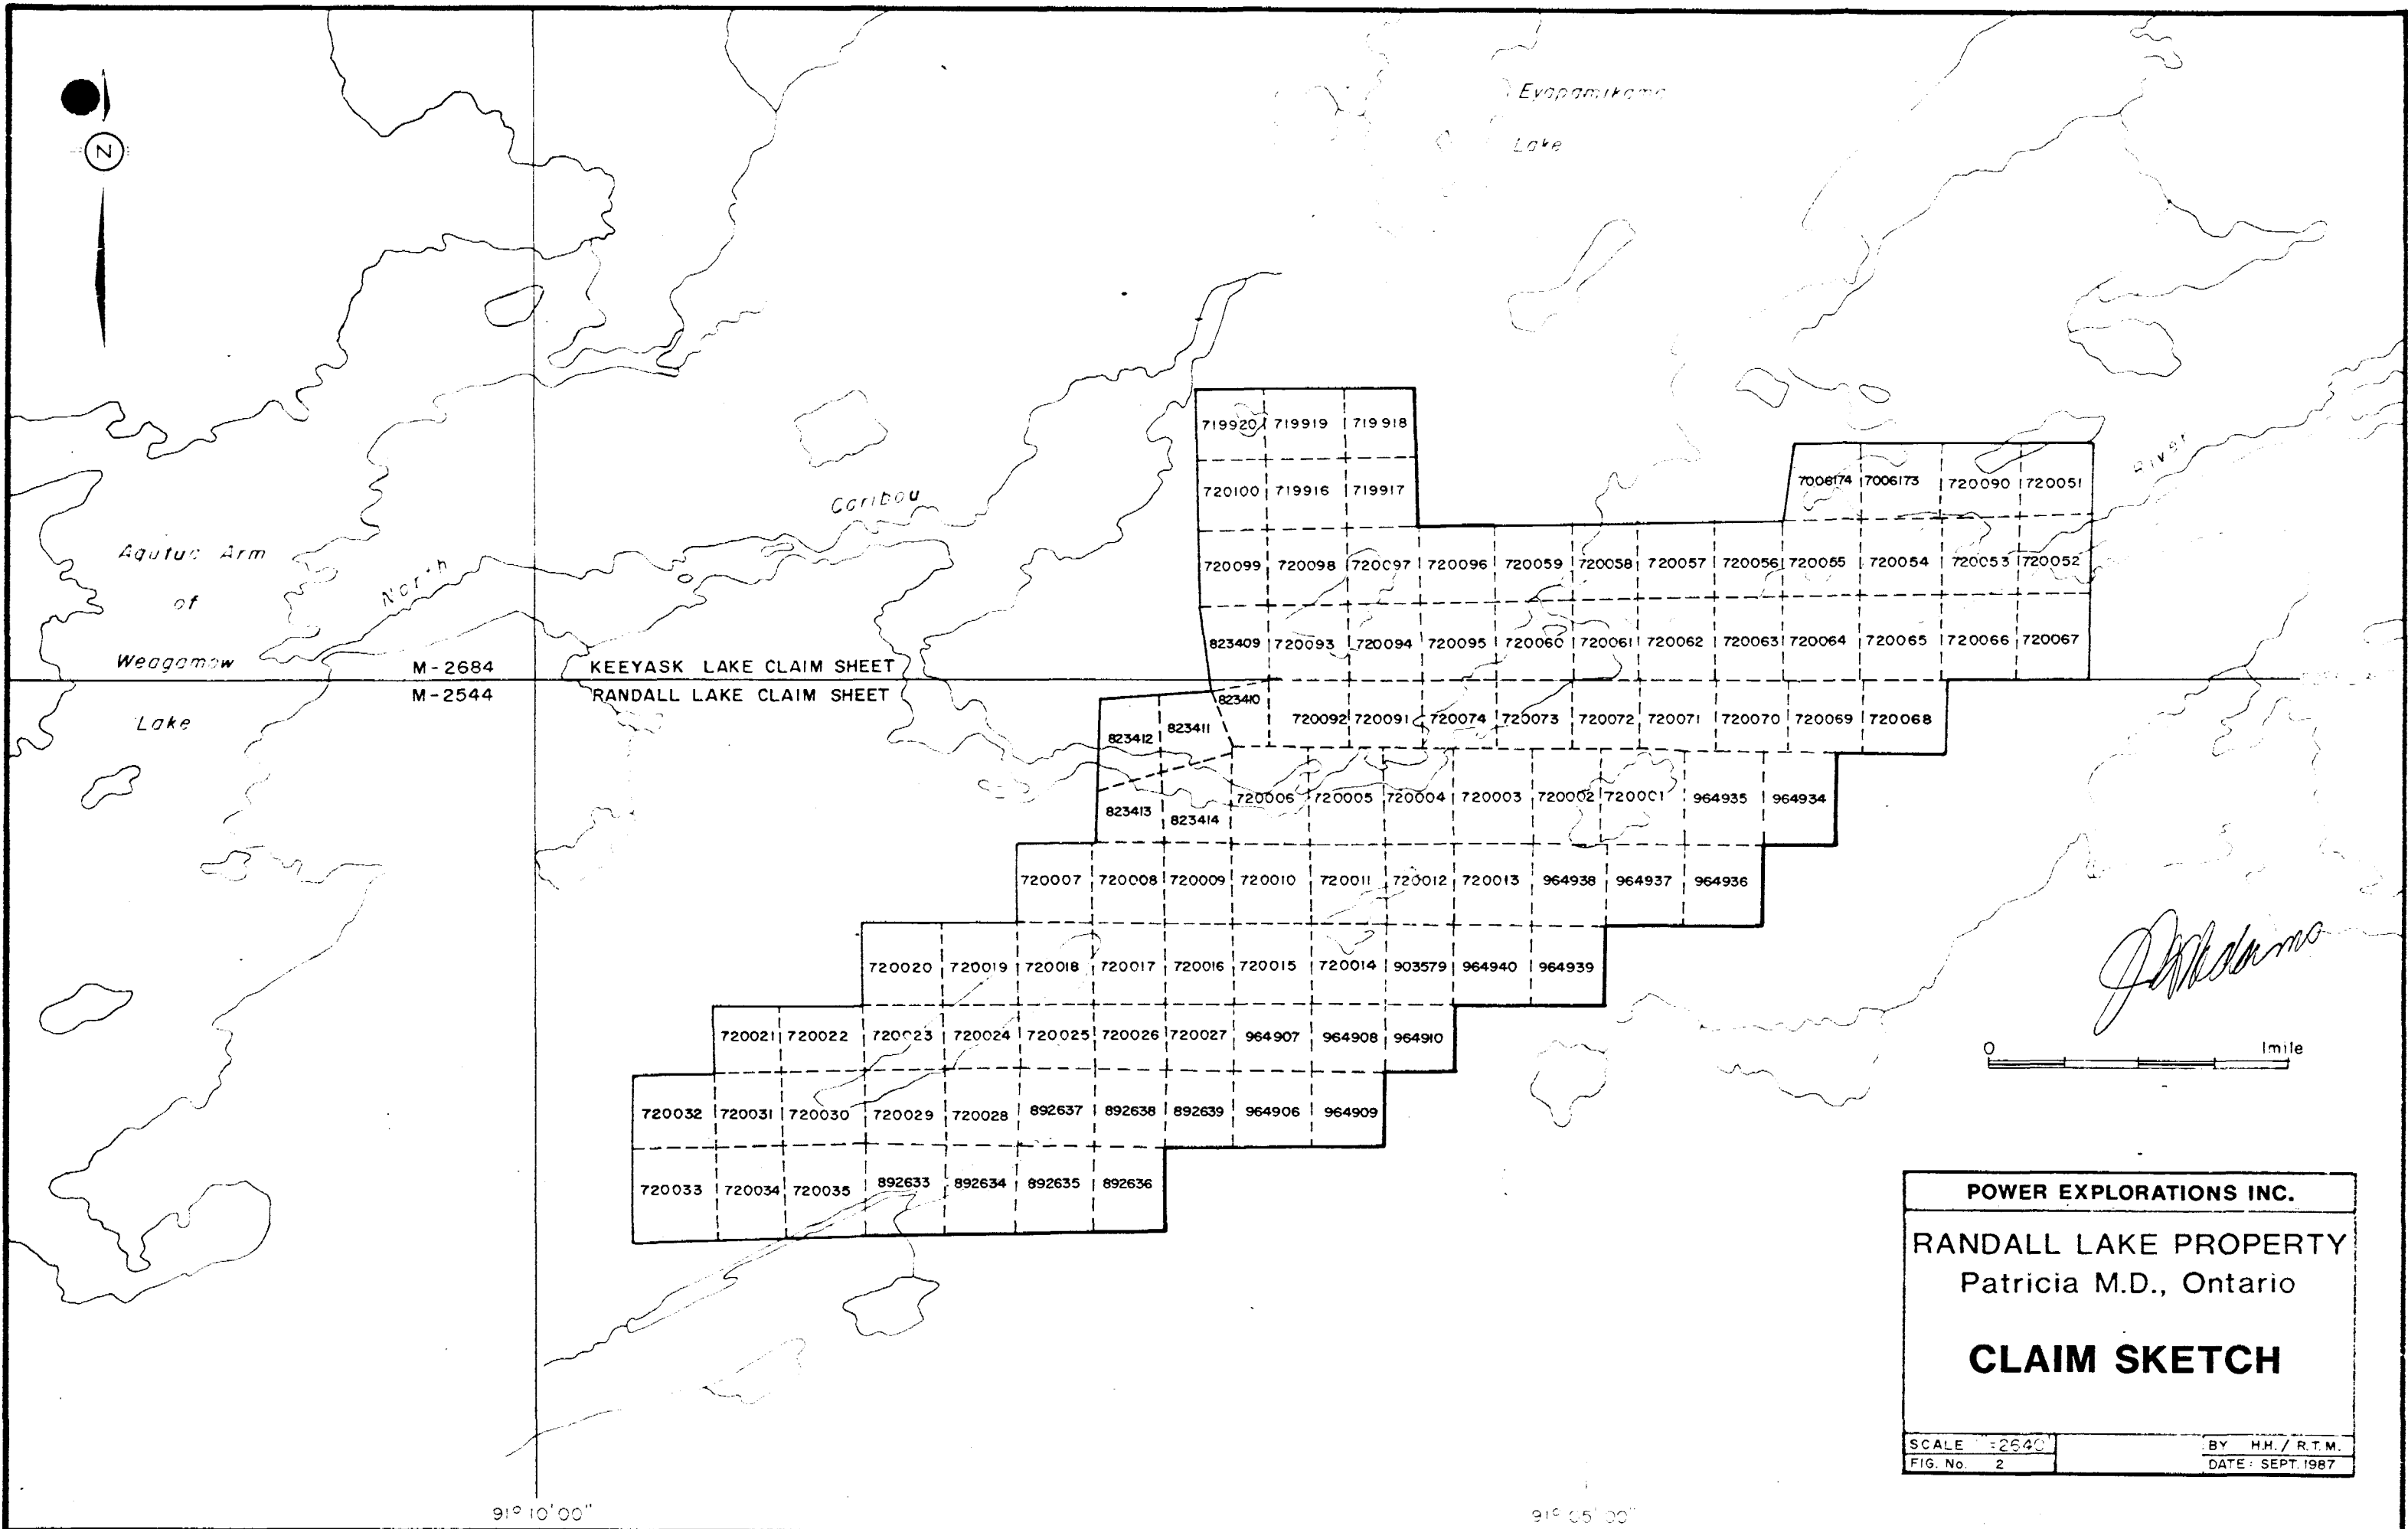 Eyapamikama
Lake
N
719920 719919 719918
720100 719916 719917
7006174 7006173 720090 720051
Caribou
River
North
Agutua Arm
of
Weagamow
Lake
720099 720098 720097 720096 720059 720058 720057 720056 720055 720054 720053 720052
823409 720093 720094 720095 720060 720061 720062 720063 720064 720065 720066 720067
M-2684 KEEYASK LAKE CLAIM SHEET
M-2544 RANDALL LAKE CLAIM SHEET
823412 823411 823410 720092 720091 720074 720073 720072 720071 720070 720069 720068
823413 823414 720006 720005 720004 720003 720002 720001 964935 964934
720007 720008 720009 720010 720011 720012 720013 964938 964937 964936
720020 720019 720018 720017 720016 720015 720014 903579 964940 964939
720021 720022 720023 720024 720025 720026 720027 964907 964908 964910
720032 720031 720030 720029 720028 892637 892638 892639 964906 964909
720033 720034 720035 892633 892634 892635 892636
0 1mile
POWER EXPLORATIONS INC.
RANDALL LAKE PROPERTY
Patricia M.D., Ontario
CLAIM SKETCH
SCALE =2640
BY H.H. / R.T.M.
FIG. No. 2
DATE: SEPT. 1987
91° 10' 00"
91° 05' 00"